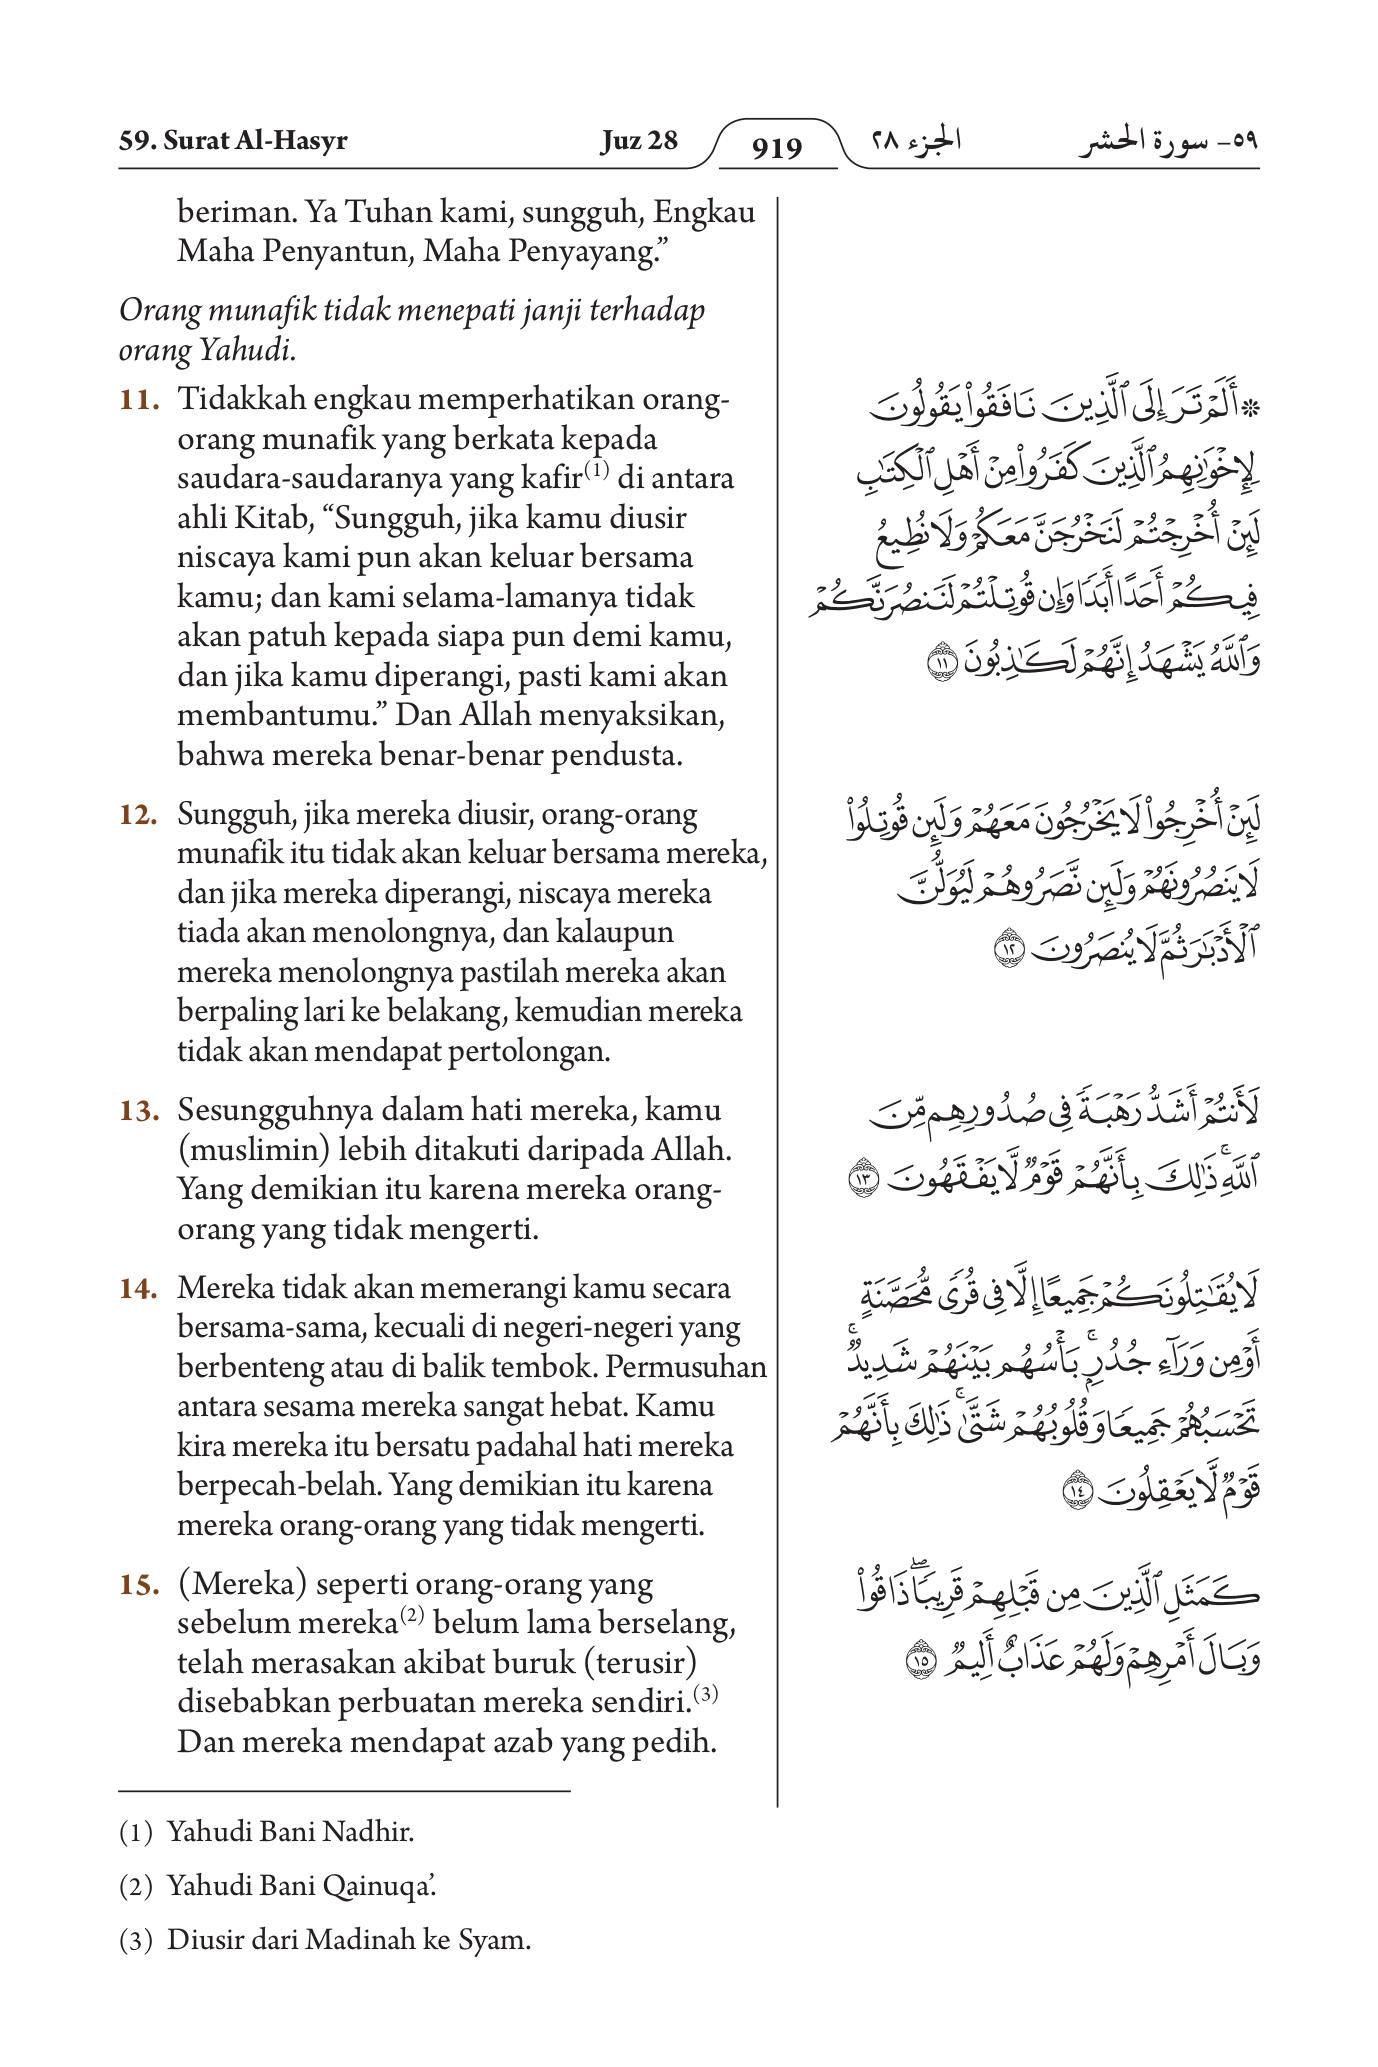 59. Surat Al-Hasyr Juz 28 919 الجزء ٢٨ ٥٩- سورة الحشر
beriman. Ya Tuhan kami, sungguh, Engkau
Maha Penyantun, Maha Penyayang.”
Orang munafik tidak menepati janji terhadap
orang Yahudi.
11. Tidakkah engkau memperhatikan orang-
orang munafik yang berkata kepada
saudara-saudaranya yang kafir(1) di antara
ahli Kitab, “Sungguh, jika kamu diusir
niscaya kami pun akan keluar bersama
kamu; dan kami selama-lamanya tidak
akan patuh kepada siapa pun demi kamu,
dan jika kamu diperangi, pasti kami akan
membantumu.” Dan Allah menyaksikan,
bahwa mereka benar-benar pendusta.
12. Sungguh, jika mereka diusir, orang-orang
munafik itu tidak akan keluar bersama mereka,
dan jika mereka diperangi, niscaya mereka
tiada akan menolongnya, dan kalaupun
mereka menolongnya pastilah mereka akan
berpaling lari ke belakang, kemudian mereka
tidak akan mendapat pertolongan.
13. Sesungguhnya dalam hati mereka, kamu
(muslimin) lebih ditakuti daripada Allah.
Yang demikian itu karena mereka orang-
orang yang tidak mengerti.
14. Mereka tidak akan memerangi kamu secara
bersama-sama, kecuali di negeri-negeri yang
berbenteng atau di balik tembok. Permusuhan
antara sesama mereka sangat hebat. Kamu
kira mereka itu bersatu padahal hati mereka
berpecah-belah. Yang demikian itu karena
mereka orang-orang yang tidak mengerti.
15. (Mereka) seperti orang-orang yang
sebelum mereka(2) belum lama berselang,
telah merasakan akibat buruk (terusir)
disebabkan perbuatan mereka sendiri.(3)
Dan mereka mendapat azab yang pedih.
۞ أَلَمْ تَرَ إِلَى ٱلَّذِينَ نَافَقُوا۟ يَقُولُونَ
لِإِخْوَٰنِهِمُ ٱلَّذِينَ كَفَرُوا۟ مِنْ أَهْلِ ٱلْكِتَٰبِ
لَئِنْ أُخْرِجْتُمْ لَنَخْرُجَنَّ مَعَكُمْ وَلَا نُطِيعُ
فِيكُمْ أَحَدًا أَبَدًا وَإِن قُوتِلْتُمْ لَنَنصُرَنَّكُمْ
وَٱللَّهُ يَشْهَدُ إِنَّهُمْ لَكَٰذِبُونَ ١١
لَئِنْ أُخْرِجُوا۟ لَا يَخْرُجُونَ مَعَهُمْ وَلَئِن قُوتِلُوا۟
لَا يَنصُرُونَهُمْ وَلَئِن نَّصَرُوهُمْ لَيُوَلُّنَّ
ٱلْأَدْبَٰرَ ثُمَّ لَا يُنصَرُونَ ١٢
لَأَنتُمْ أَشَدُّ رَهْبَةً فِى صُدُورِهِم مِّنَ
ٱللَّهِ ۚ ذَٰلِكَ بِأَنَّهُمْ قَوْمٌ لَّا يَفْقَهُونَ ١٣
لَا يُقَٰتِلُونَكُمْ جَمِيعًا إِلَّا فِى قُرًى مُّحَصَّنَةٍ
أَوْ مِن وَرَآءِ جُدُرٍۭ ۚ بَأْسُهُم بَيْنَهُمْ شَدِيدٌ ۚ
تَحْسَبُهُمْ جَمِيعًا وَقُلُوبُهُمْ شَتَّىٰ ۚ ذَٰلِكَ بِأَنَّهُمْ
قَوْمٌ لَّا يَعْقِلُونَ ١٤
كَمَثَلِ ٱلَّذِينَ مِن قَبْلِهِمْ قَرِيبًا ۖ ذَاقُوا۟
وَبَالَ أَمْرِهِمْ وَلَهُمْ عَذَابٌ أَلِيمٌ ١٥
(1) Yahudi Bani Nadhir.
(2) Yahudi Bani Qainuqa’.
(3) Diusir dari Madinah ke Syam.